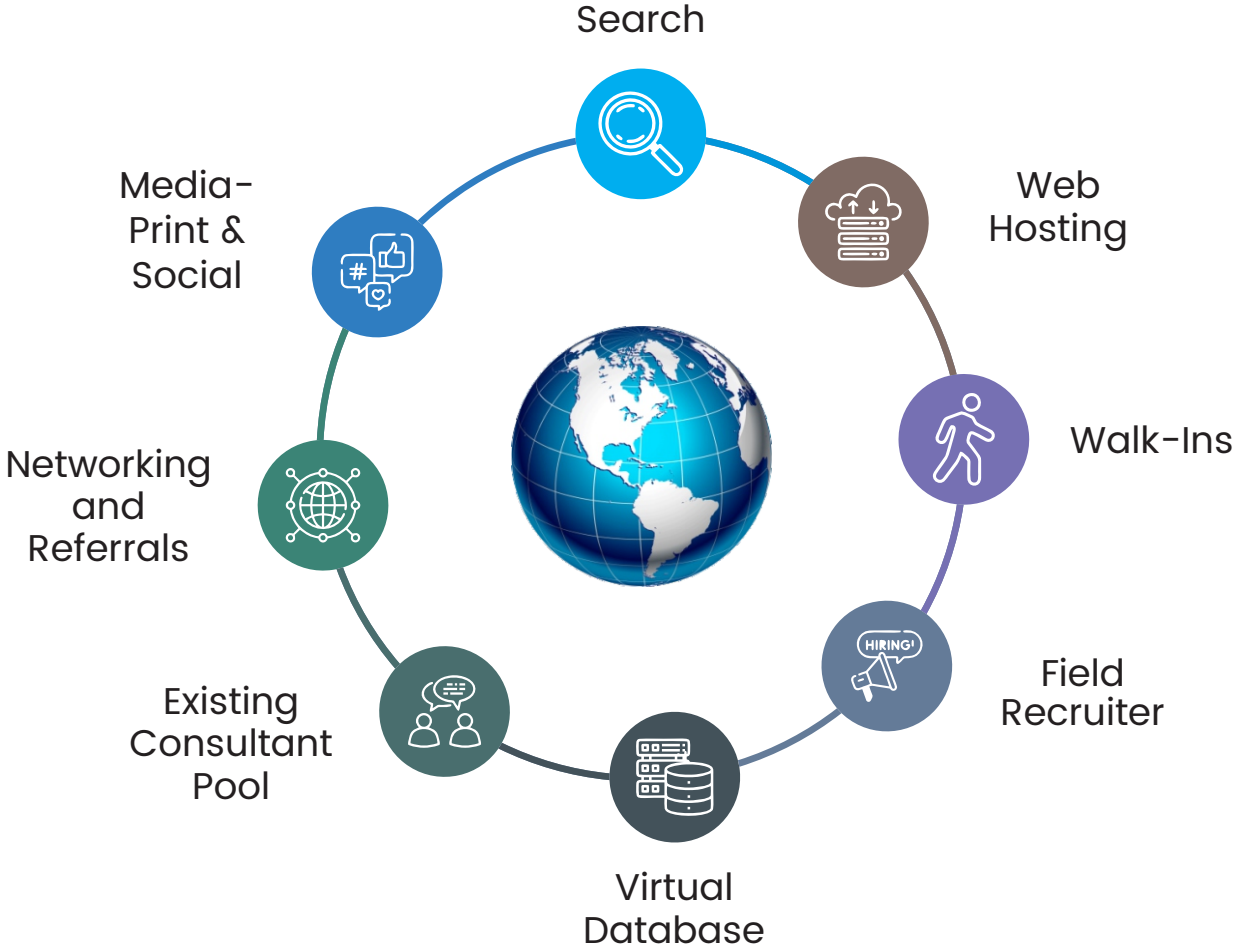 Search
Web
Hosting
Walk-Ins
HIRING!
Field
Recruiter
Virtual
Database
Existing
Consultant
Pool
Networking
and
Referrals
Media-
Print &
Social
#